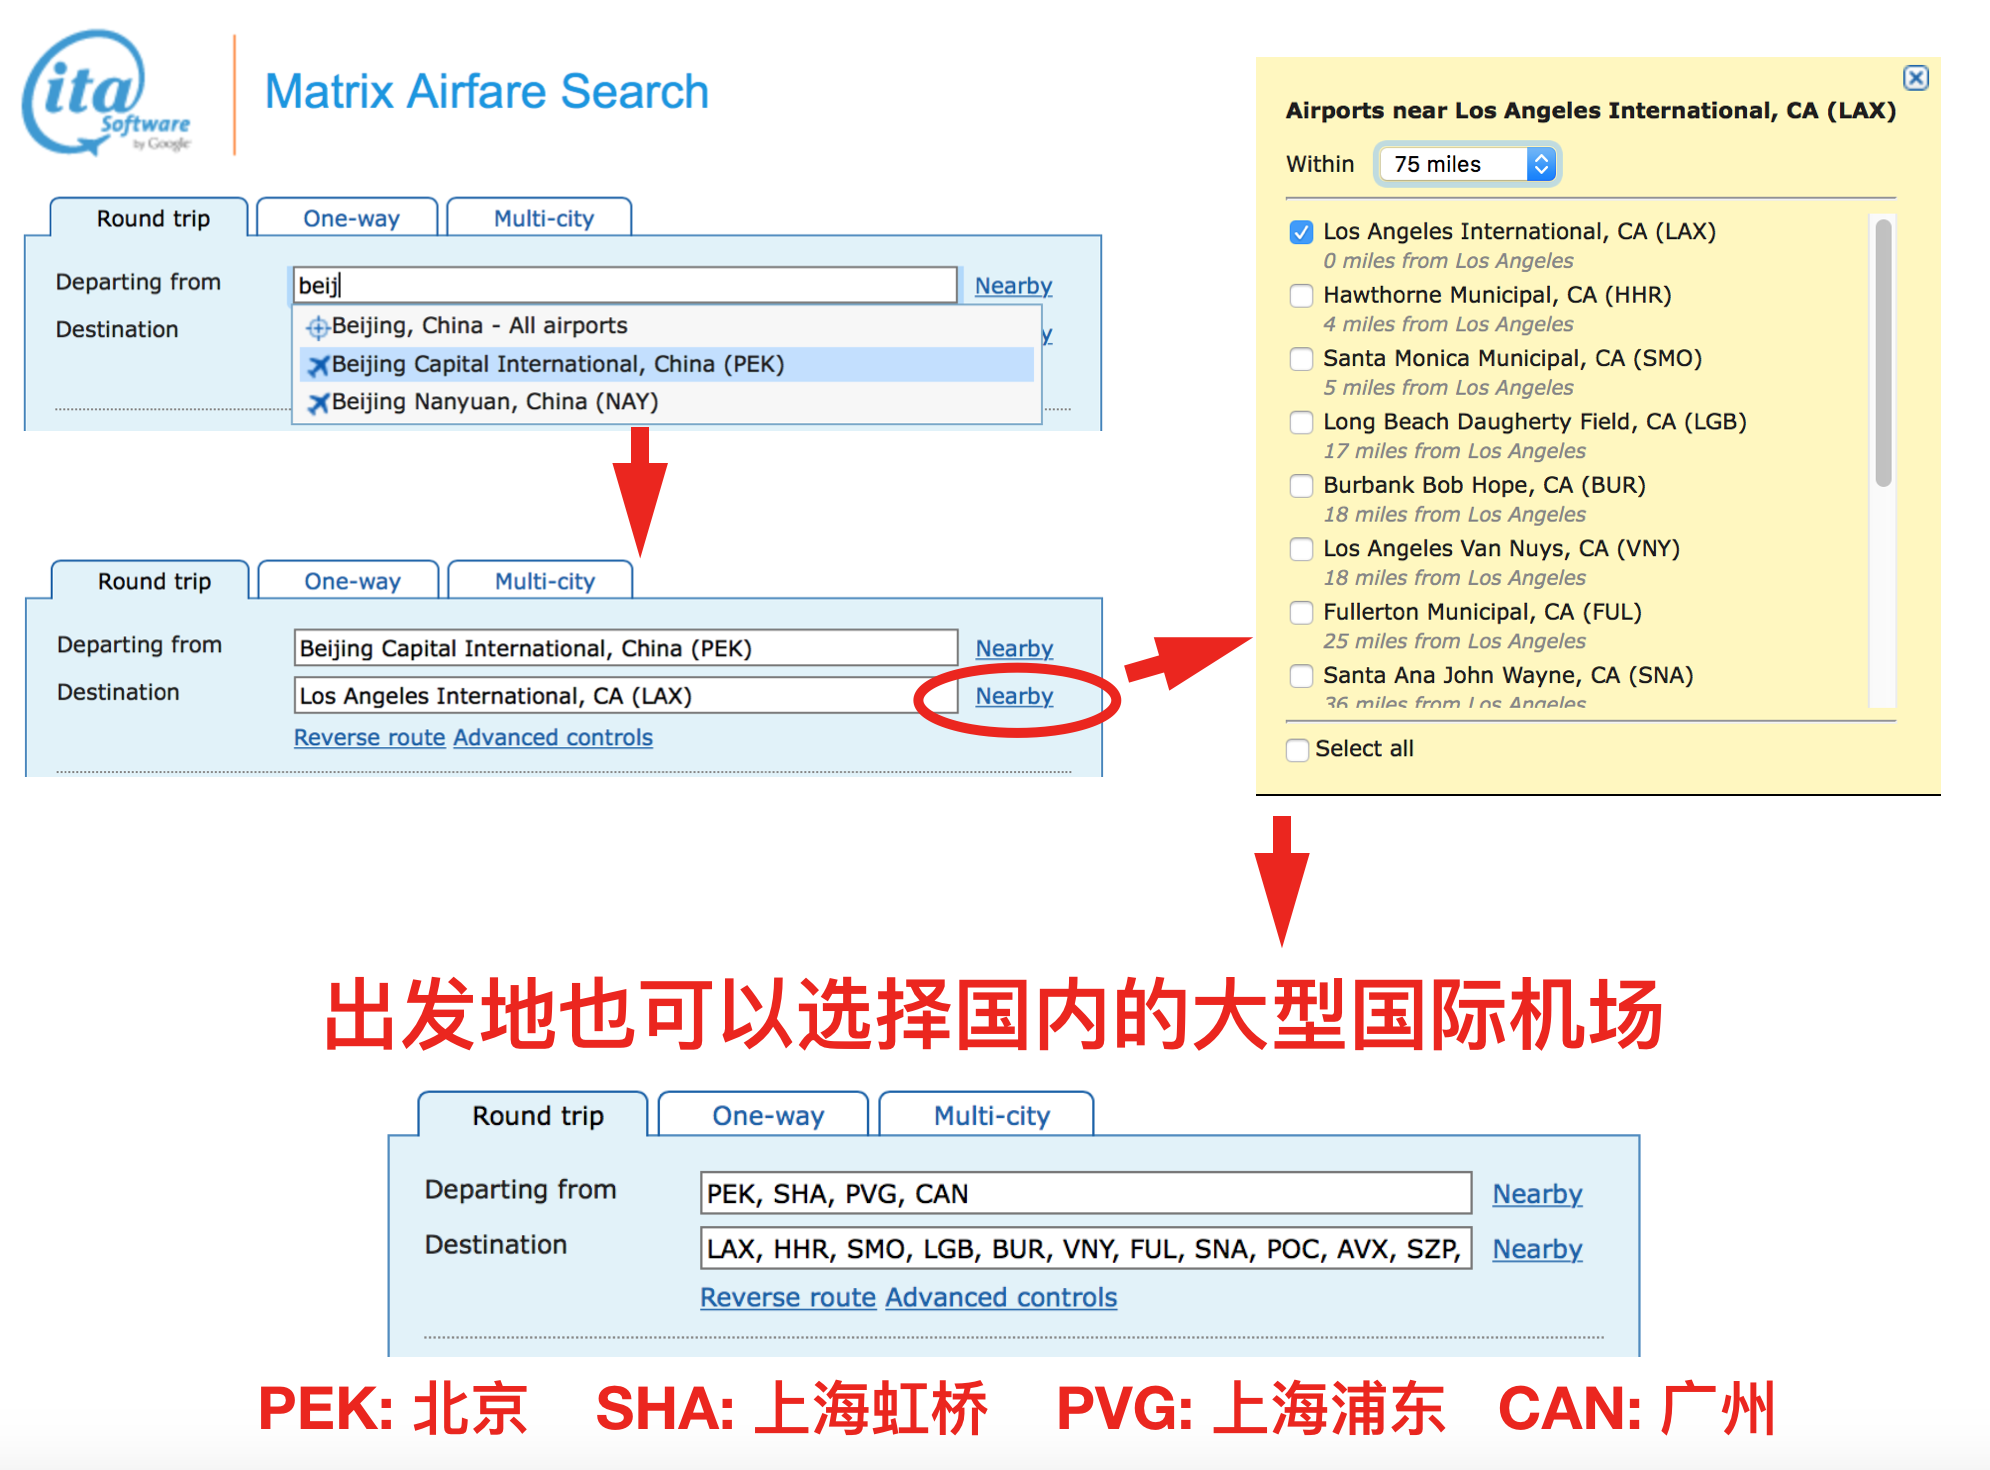 ita
Software
by Google
Matrix Airfare Search
Round trip
One-way
Multi-city
Departing from
beij
Nearby
Destination
y
Beijing, China - All airports
Beijing Capital International, China (PEK)
Beijing Nanyuan, China (NAY)
Round trip
One-way
Multi-city
Departing from
Beijing Capital International, China (PEK)
Nearby
Destination
Los Angeles International, CA (LAX)
Nearby
Reverse route Advanced controls
Airports near Los Angeles International, CA (LAX)
Within 75 miles
Los Angeles International, CA (LAX)
0 miles from Los Angeles
Hawthorne Municipal, CA (HHR)
4 miles from Los Angeles
Santa Monica Municipal, CA (SMO)
5 miles from Los Angeles
Long Beach Daugherty Field, CA (LGB)
17 miles from Los Angeles
Burbank Bob Hope, CA (BUR)
18 miles from Los Angeles
Los Angeles Van Nuys, CA (VNY)
18 miles from Los Angeles
Fullerton Municipal, CA (FUL)
25 miles from Los Angeles
Santa Ana John Wayne, CA (SNA)
36 miles from Los Angeles
Select all
出发地也可以选择国内的大型国际机场
Round trip
One-way
Multi-city
Departing from
PEK, SHA, PVG, CAN
Nearby
Destination
LAX, HHR, SMO, LGB, BUR, VNY, FUL, SNA, POC, AVX, SZP,
Nearby
Reverse route Advanced controls
PEK: 北京 SHA: 上海虹桥 PVG: 上海浦东 CAN: 广州